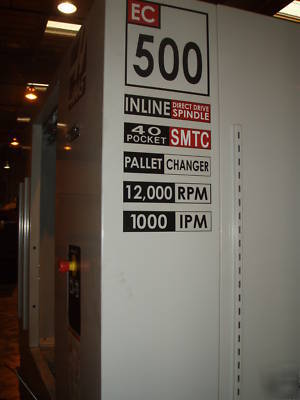 EC
500
INLINE DIRECT DRIVE SPINDLE
40 POCKET SMTC
PALLET CHANGER
12,000 RPM
1000 IPM